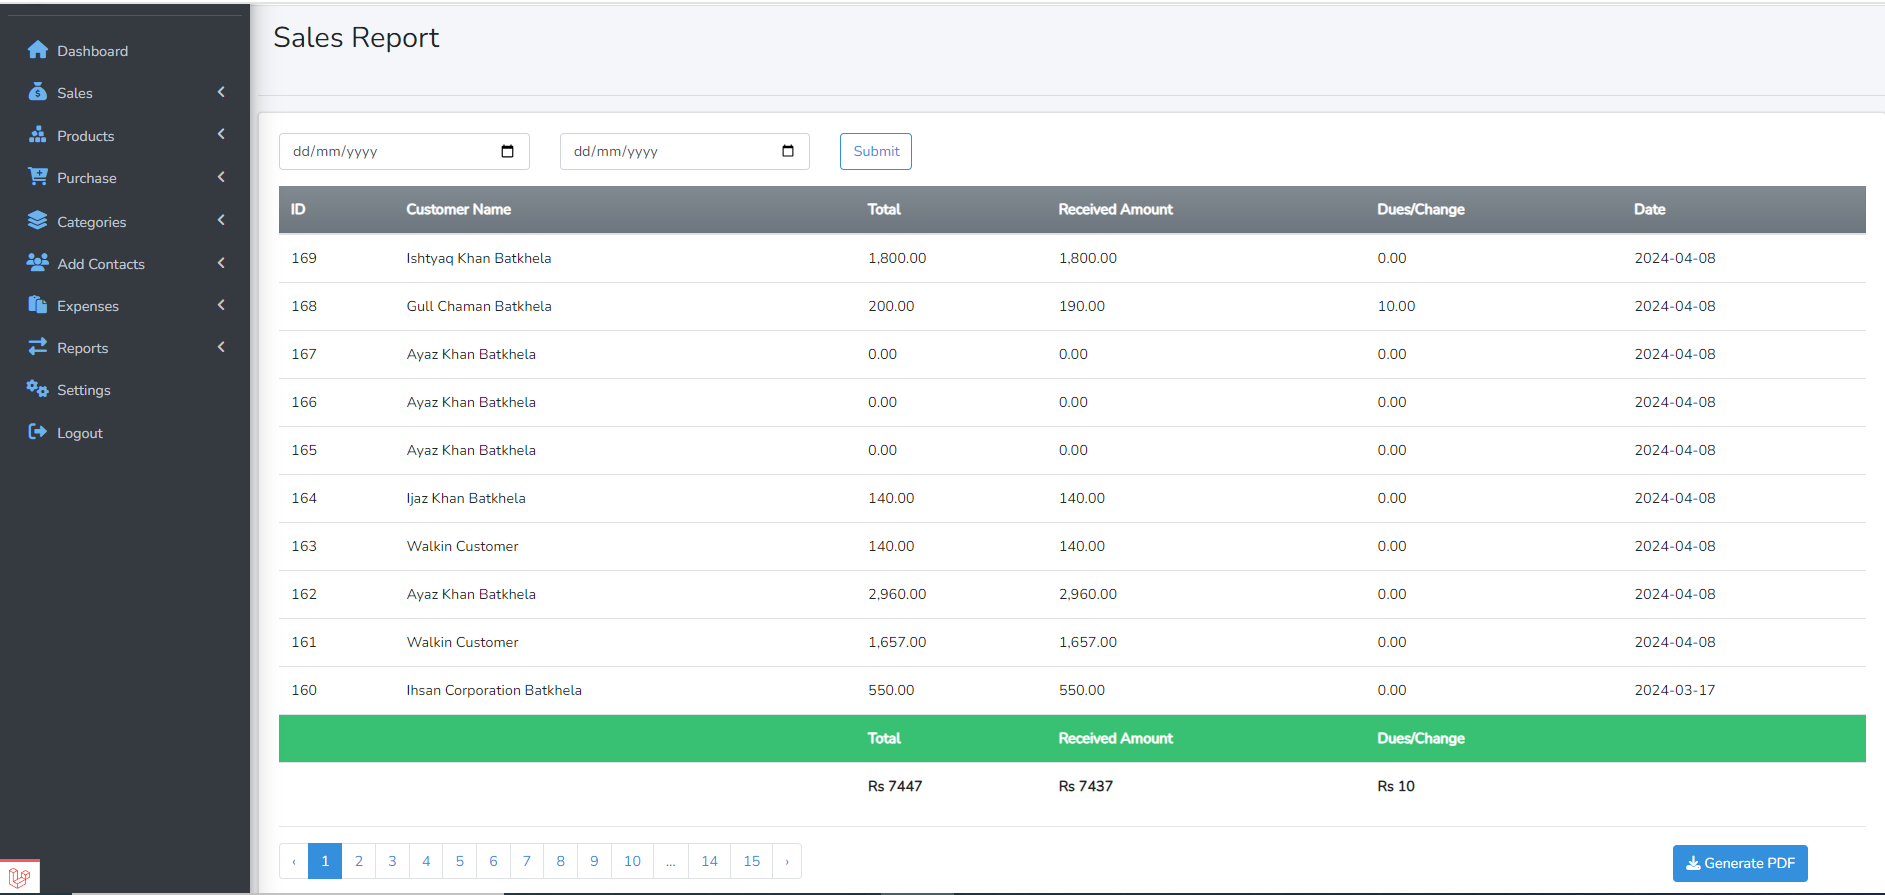 Sales Report
Dashboard
Sales
Products
Purchase
Categories
Add Contacts
Expenses
Reports
Settings
Logout
dd/mm/yyyy dd/mm/yyyy Submit
ID Customer Name Total Received Amount Dues/Change Date
169 Ishtyaq Khan Batkhela 1,800.00 1,800.00 0.00 2024-04-08
168 Gull Chaman Batkhela 200.00 190.00 10.00 2024-04-08
167 Ayaz Khan Batkhela 0.00 0.00 0.00 2024-04-08
166 Ayaz Khan Batkhela 0.00 0.00 0.00 2024-04-08
165 Ayaz Khan Batkhela 0.00 0.00 0.00 2024-04-08
164 Ijaz Khan Batkhela 140.00 140.00 0.00 2024-04-08
163 Walkin Customer 140.00 140.00 0.00 2024-04-08
162 Ayaz Khan Batkhela 2,960.00 2,960.00 0.00 2024-04-08
161 Walkin Customer 1,657.00 1,657.00 0.00 2024-04-08
160 Ihsan Corporation Batkhela 550.00 550.00 0.00 2024-03-17
Total Received Amount Dues/Change
Rs 7447 Rs 7437 Rs 10
‹ 1 2 3 4 5 6 7 8 9 10 ... 14 15 ›
Generate PDF